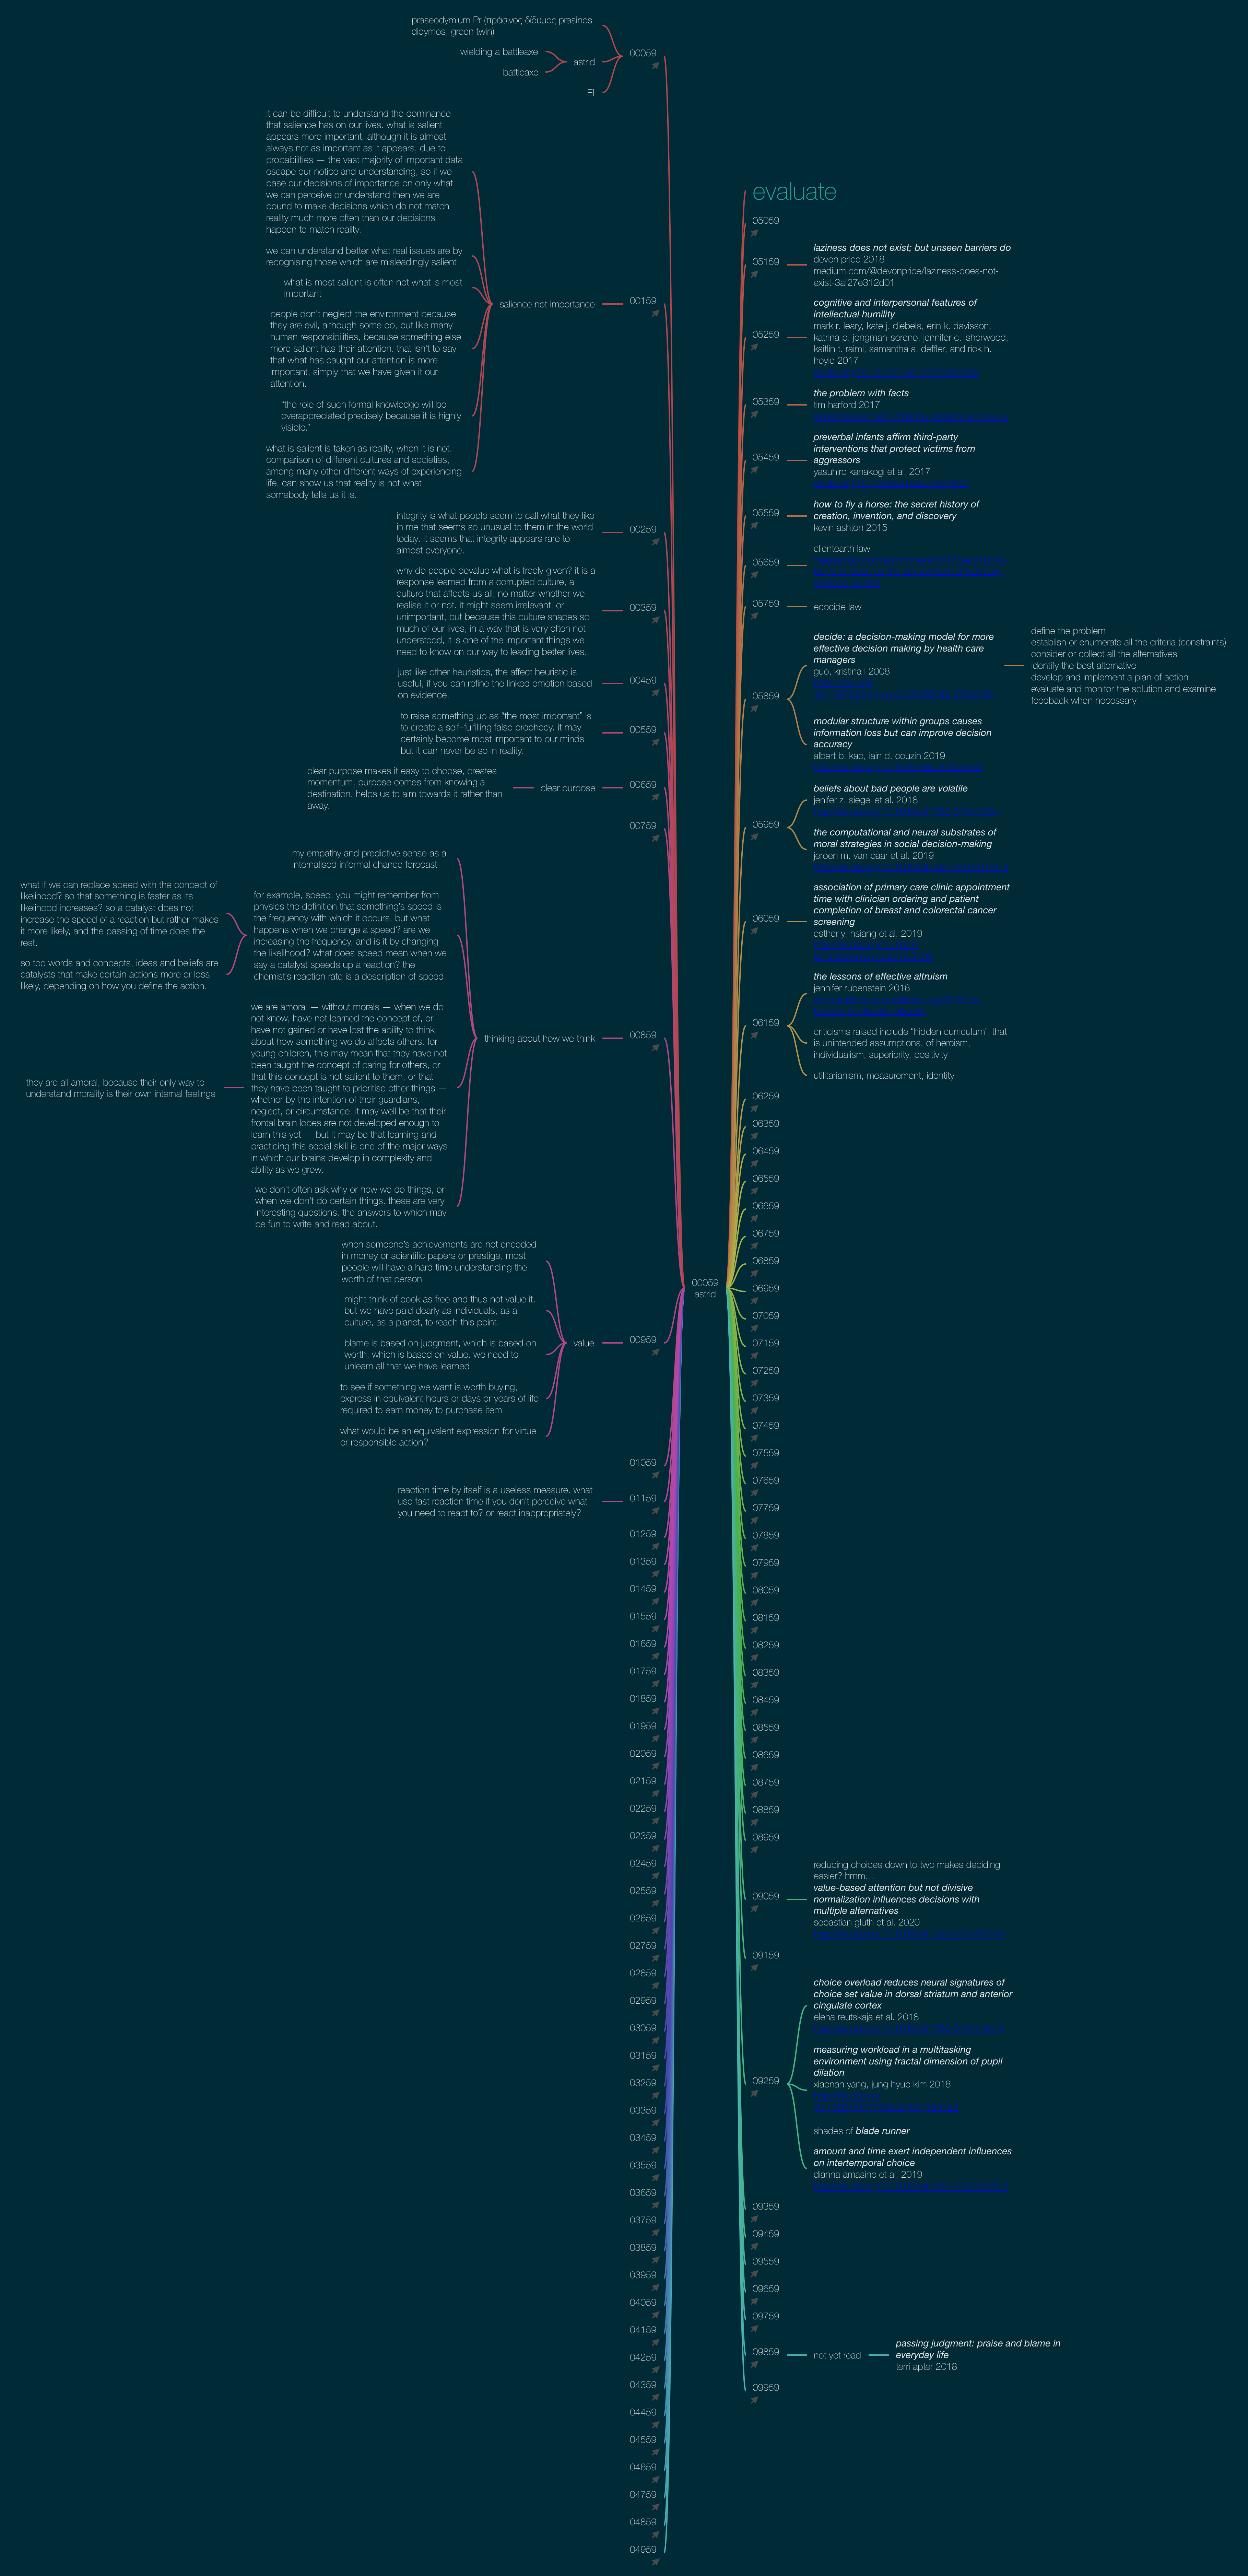 praseodymium Pr (πράσινος δίδυμος prasinos
didymos, green twin)
wielding a battleaxe
battleaxe
astrid
EI
00059
it can be difficult to understand the dominance
that salience has on our lives. what is salient
appears more important, although it is almost
always not as important as it appears, due to
probabilities — the vast majority of important data
escape our notice and understanding, so if we
base our decisions of importance on only what
we can perceive or understand then we are
bound to make decisions which do not match
reality much more often than our decisions
happen to match reality.
we can understand better what real issues are by
recognising those which are misleadingly salient
what is most salient is often not what is most
important
people don't neglect the environment because
they are evil, although some do, but like many
human responsibilities, because something else
more salient has their attention. that isn't to say
that what has caught our attention is more
important, simply that we have given it our
attention.
“the role of such formal knowledge will be
overappreciated precisely because it is highly
visible.”
what is salient is taken as reality, when it is not.
comparison of different cultures and societies,
among many other different ways of experiencing
life, can show us that reality is not what
somebody tells us it is.
salience not importance
00159
integrity is what people seem to call what they like
in me that seems so unusual to them in the world
today. It seems that integrity appears rare to
almost everyone.
00259
why do people devalue what is freely given? it is a
response learned from a corrupted culture, a
culture that affects us all, no matter whether we
realise it or not. it might seem irrelevant, or
unimportant, but because this culture shapes so
much of our lives, in a way that is very often not
understood, it is one of the important things we
need to know on our way to leading better lives.
00359
just like other heuristics, the affect heuristic is
useful, if you can refine the linked emotion based
on evidence.
00459
to raise something up as “the most important” is
to create a self–fulfilling false prophecy. it may
certainly become most important to our minds
but it can never be so in reality.
00559
clear purpose makes it easy to choose, creates
momentum. purpose comes from knowing a
destination. helps us to aim towards it rather than
away.
clear purpose
00659
00759
my empathy and predictive sense as a
internalised informal chance forecast
what if we can replace speed with the concept of
likelihood? so that something is faster as its
likelihood increases? so a catalyst does not
increase the speed of a reaction but rather makes
it more likely, and the passing of time does the
rest.
so too words and concepts, ideas and beliefs are
catalysts that make certain actions more or less
likely, depending on how you define the action.
for example, speed. you might remember from
physics the definition that something's speed is
the frequency with which it occurs. but what
happens when we change a speed? are we
increasing the frequency, and is it by changing
the likelihood? what does speed mean when we
say a catalyst speeds up a reaction? the
chemist's reaction rate is a description of speed.
they are all amoral, because their only way to
understand morality is their own internal feelings
we are amoral — without morals — when we do
not know, have not learned the concept of, or
have not gained or have lost the ability to think
about how something we do affects others. for
young children, this may mean that they have not
been taught the concept of caring for others, or
that this concept is not salient to them, or that
they have been taught to prioritise other things —
whether by the intention of their guardians,
neglect, or circumstance. it may well be that their
frontal brain lobes are not developed enough to
learn this yet — but it may be that learning and
practicing this social skill is one of the major ways
in which our brains develop in complexity and
ability as we grow.
we don't often ask why or how we do things, or
when we don't do certain things. these are very
interesting questions, the answers to which may
be fun to write and read about.
thinking about how we think
00859
when someone's achievements are not encoded
in money or scientific papers or prestige, most
people will have a hard time understanding the
worth of that person
might think of book as free and thus not value it.
but we have paid dearly as individuals, as a
culture, as a planet, to reach this point.
blame is based on judgment, which is based on
worth, which is based on value. we need to
unlearn all that we have learned.
to see if something we want is worth buying,
express in equivalent hours or days or years of life
required to earn money to purchase item
what would be an equivalent expression for virtue
or responsible action?
value
00959
01059
reaction time by itself is a useless measure. what
use fast reaction time if you don't perceive what
you need to react to? or react inappropriately?
01159
01259
01359
01459
01559
01659
01759
01859
01959
02059
02159
02259
02359
02459
02559
02659
02759
02859
02959
03059
03159
03259
03359
03459
03559
03659
03759
03859
03959
04059
04159
04259
04359
04459
04559
04659
04759
04859
04959
00059
astrid
evaluate
05059
05159
laziness does not exist; but unseen barriers do
devon price 2018
medium.com/@devonprice/laziness-does-not-
exist-3af27e312d01
05259
cognitive and interpersonal features of
intellectual humility
mark r. leary, kate j. diebels, erin k. davisson,
katrina p. jongman-sereno, jennifer c. isherwood,
kaitlin t. raimi, samantha a. deffler, and rick h.
hoyle 2017
05359
the problem with facts
tim harford 2017
05459
preverbal infants affirm third-party
interventions that protect victims from
aggressors
yasuhiro kanakogi et al. 2017
05559
how to fly a horse: the secret history of
creation, invention, and discovery
kevin ashton 2015
05659
clientearth law
05759
ecocide law
05859
decide: a decision-making model for more
effective decision making by health care
managers
guo, kristina l 2008
define the problem
establish or enumerate all the criteria (constraints)
consider or collect all the alternatives
identify the best alternative
develop and implement a plan of action
evaluate and monitor the solution and examine
feedback when necessary
modular structure within groups causes
information loss but can improve decision
accuracy
albert b. kao, iain d. couzin 2019
05959
beliefs about bad people are volatile
jenifer z. siegel et al. 2018
the computational and neural substrates of
moral strategies in social decision-making
jeroen m. van baar et al. 2019
06059
association of primary care clinic appointment
time with clinician ordering and patient
completion of breast and colorectal cancer
screening
esther y. hsiang et al. 2019
06159
the lessons of effective altruism
jennifer rubenstein 2016
criticisms raised include “hidden curriculum”, that
is unintended assumptions, of heroism,
individualism, superiority, positivity
utilitarianism, measurement, identity
06259
06359
06459
06559
06659
06759
06859
06959
07059
07159
07259
07359
07459
07559
07659
07759
07859
07959
08059
08159
08259
08359
08459
08559
08659
08759
08859
08959
09059
reducing choices down to two makes deciding
easier? hmm…
value-based attention but not divisive
normalization influences decisions with
multiple alternatives
sebastian gluth et al. 2020
09159
09259
choice overload reduces neural signatures of
choice set value in dorsal striatum and anterior
cingulate cortex
elena reutskaja et al. 2018
measuring workload in a multitasking
environment using fractal dimension of pupil
dilation
xiaonan yang, jung hyup kim 2018
shades of blade runner
amount and time exert independent influences
on intertemporal choice
dianna amasino et al. 2019
09359
09459
09559
09659
09759
09859
not yet read
passing judgment: praise and blame in
everyday life
terri apter 2018
09959